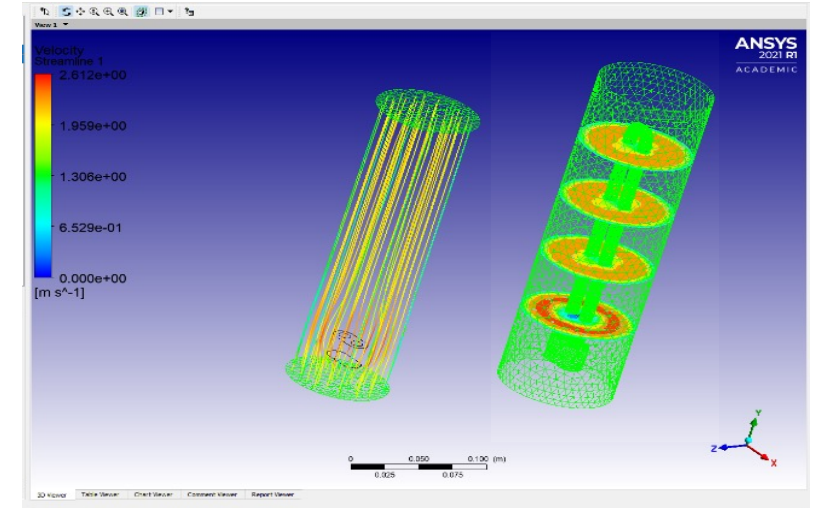 View 1
Velocity
Streamline 1
2.612e+00
1.959e+00
1.306e+00
6.529e-01
0.000e+00
[m s^-1]
ANSYS
2021 R1
ACADEMIC
0 0.050 0.100 (m)
0.025 0.075
Y
Z
X
3D Viewer Table Viewer Chart Viewer Comment Viewer Report Viewer